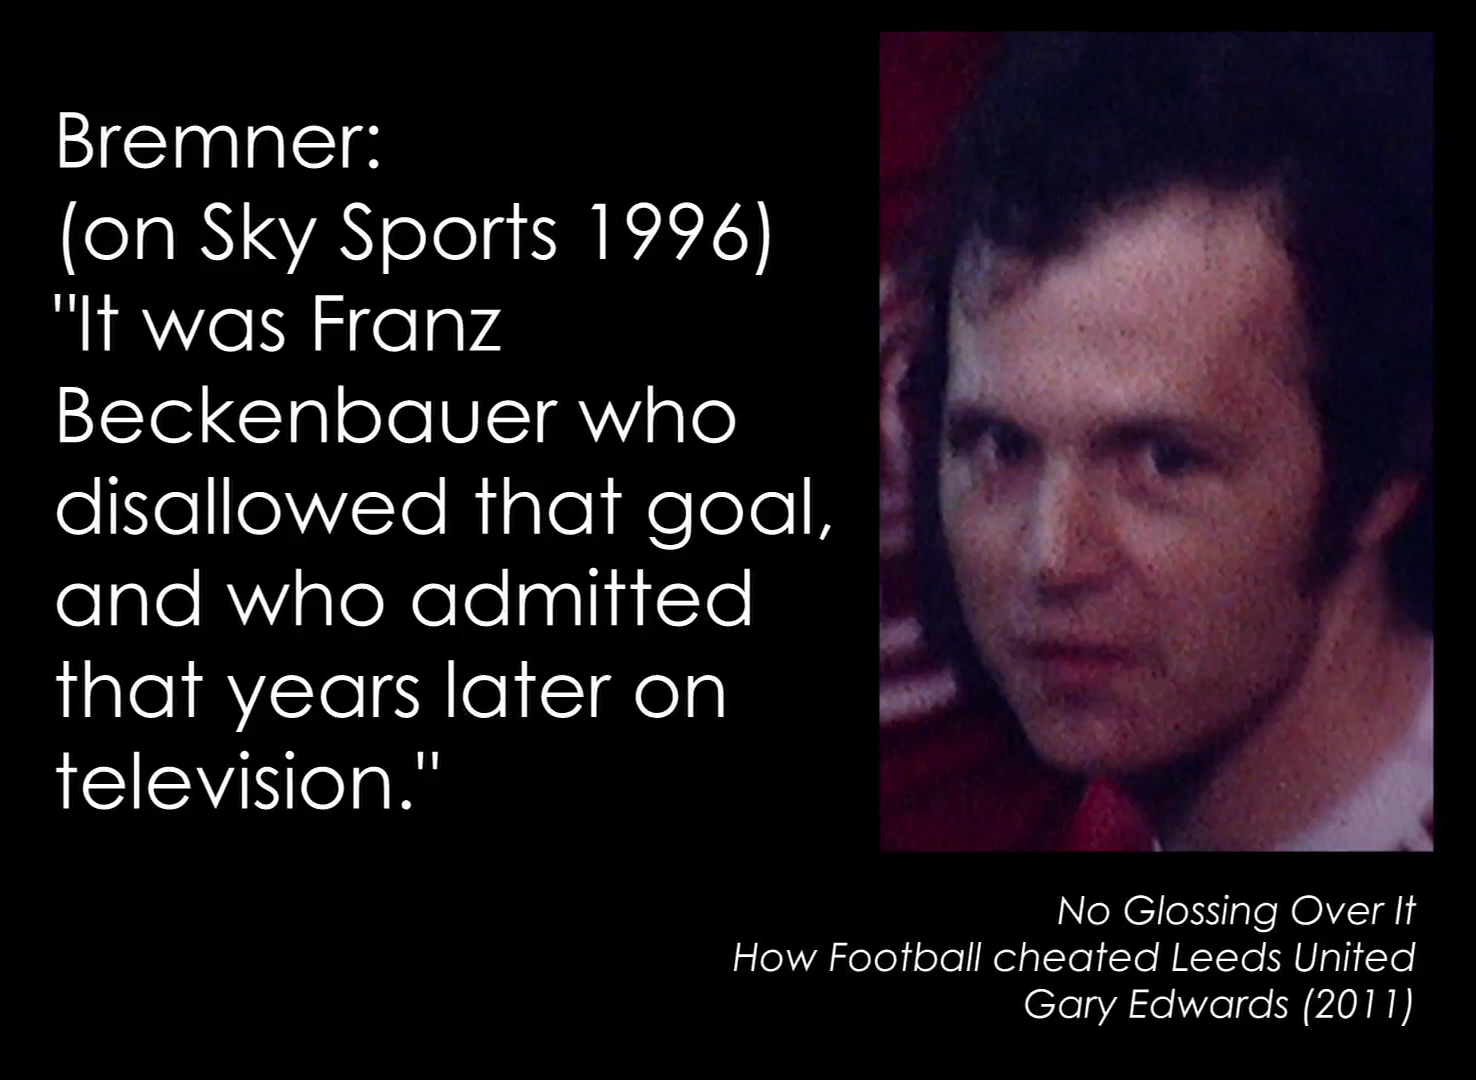 Bremner:
(on Sky Sports 1996)
"It was Franz
Beckenbauer who
disallowed that goal,
and who admitted
that years later on
television."
No Glossing Over It
How Football cheated Leeds United
Gary Edwards (2011)